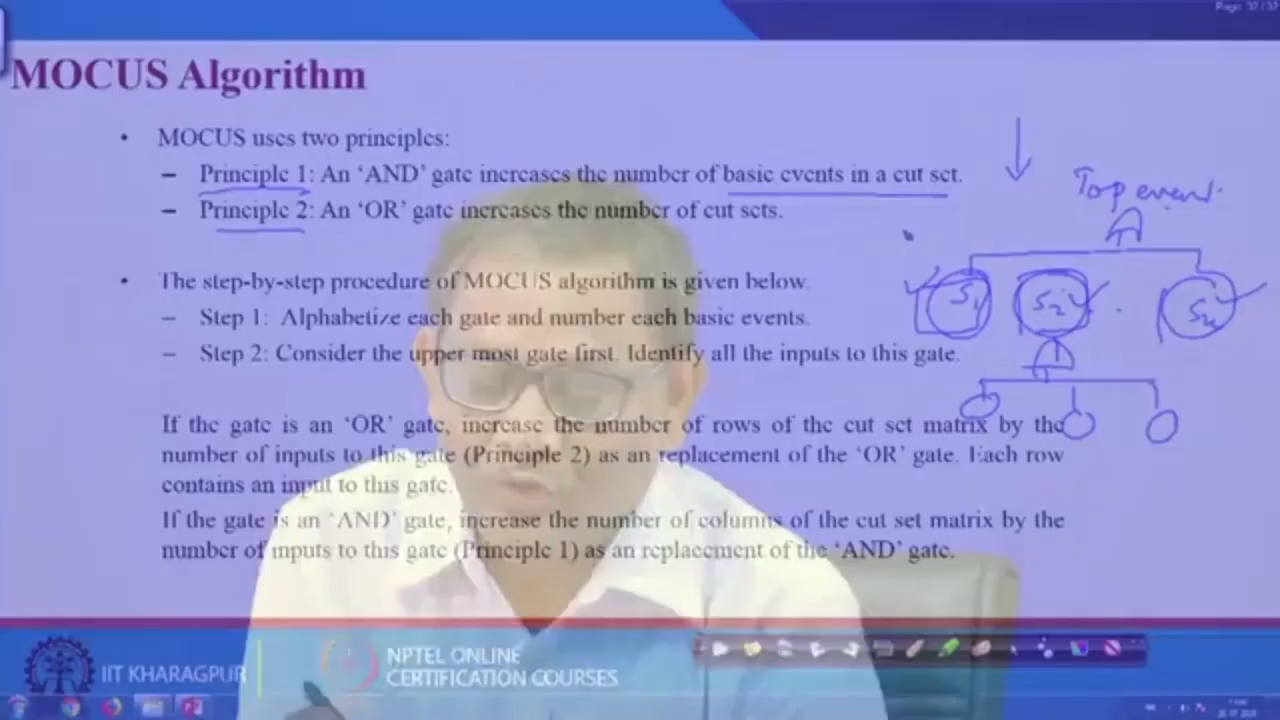 Page: 32/32
MOCUS Algorithm
• MOCUS uses two principles:
– Principle 1: An ‘AND’ gate increases the number of basic events in a cut set.
– Principle 2: An ‘OR’ gate increases the number of cut sets.
• The step-by-step procedure of MOCUS algorithm is given below.
– Step 1: Alphabetize each gate and number each basic events.
– Step 2: Consider the upper most gate first. Identify all the inputs to this gate.
If the gate is an ‘OR’ gate, increase the number of rows of the cut set matrix by the
number of inputs to this gate (Principle 2) as an replacement of the ‘OR’ gate. Each row
contains an input to this gate.
If the gate is an ‘AND’ gate, increase the number of columns of the cut set matrix by the
number of inputs to this gate (Principle 1) as an replacement of the ‘AND’ gate.
Top event.
S1 S2
IIT KHARAGPUR
NPTEL ONLINE
CERTIFICATION COURSES